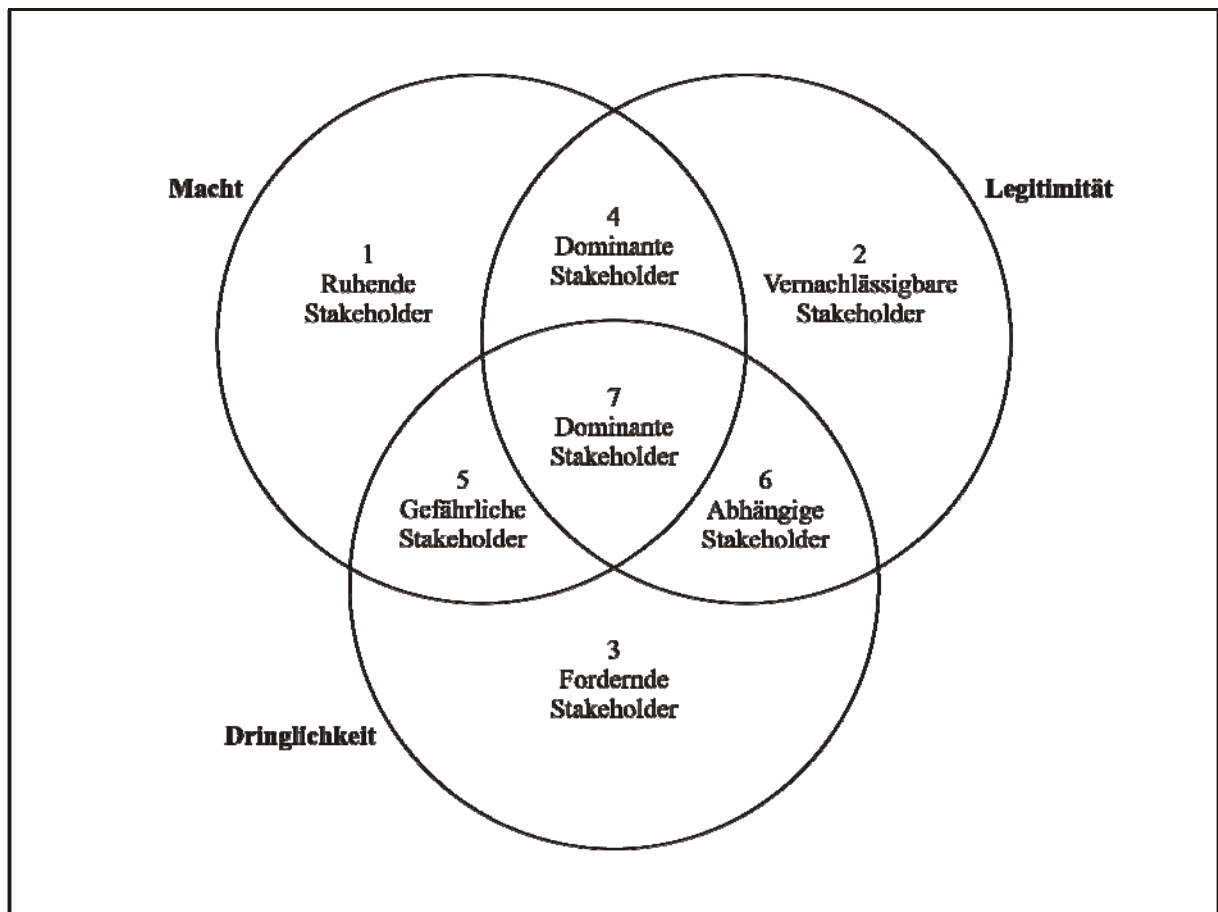 Macht
Legitimität
1
Ruhende
Stakeholder
4
Dominante
Stakeholder
2
Vernachlässigbare
Stakeholder
7
Dominante
Stakeholder
5
Gefährliche
Stakeholder
6
Abhängige
Stakeholder
3
Fordernde
Stakeholder
Dringlichkeit